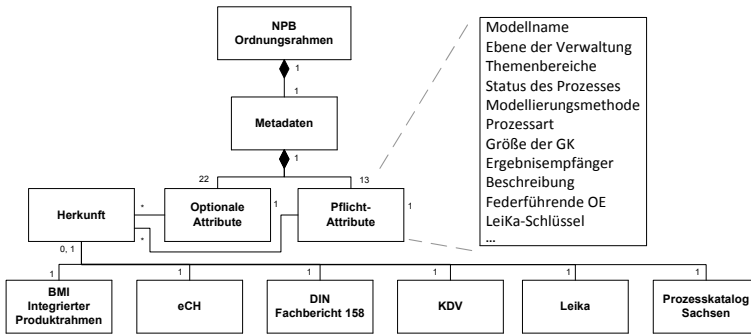 NPB
Ordnungsrahmen
1
1
Metadaten
1
22
13
Herkunft
*
*
0, 1
Optionale
Attribute
1
Pflicht-
Attribute
1
Modellname
Ebene der Verwaltung
Themenbereiche
Status des Prozesses
Modellierungsmethode
Prozessart
Größe der GK
Ergebnisempfänger
Beschreibung
Federführende OE
LeiKa-Schlüssel
...
1
1
1
1
1
1
BMI
Integrierter
Produktrahmen
eCH
DIN
Fachbericht 158
KDV
Leika
Prozesskatalog
Sachsen